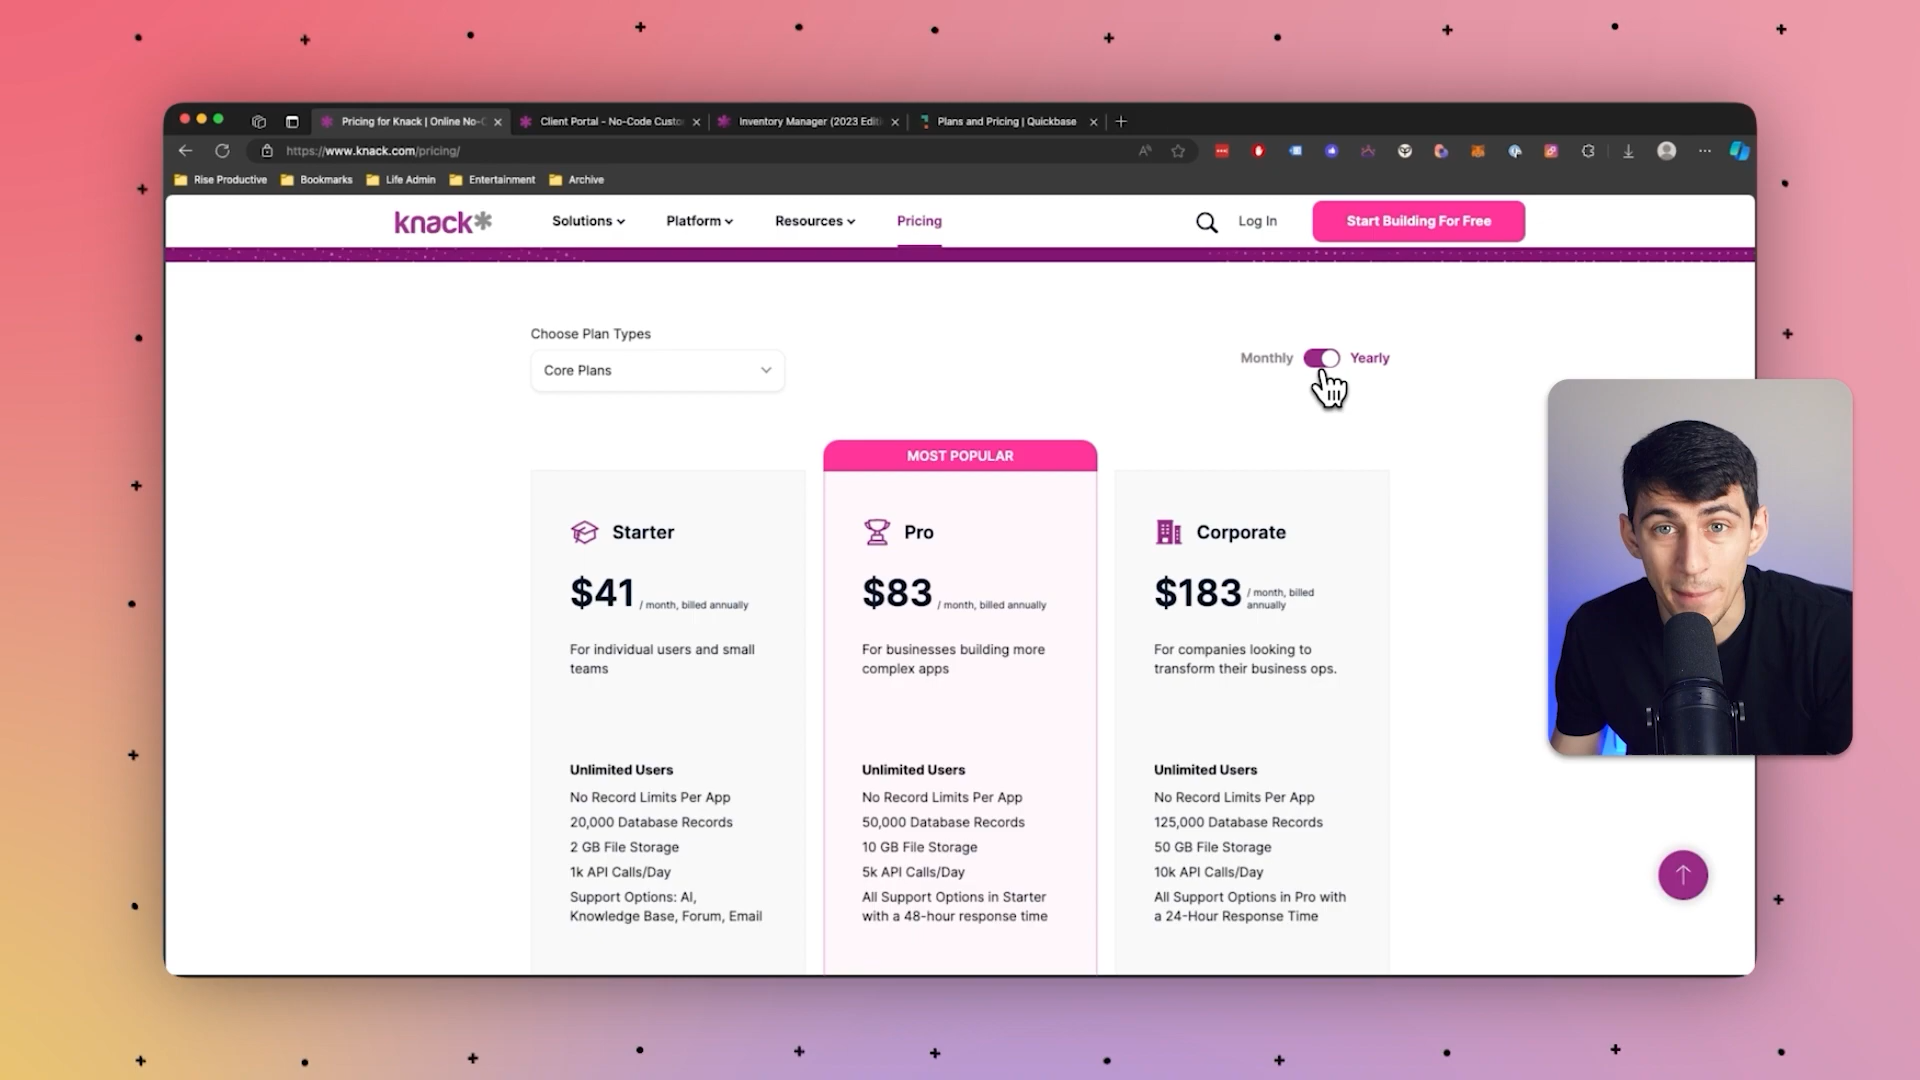 Pricing for Knack | Online No-C
Client Portal - No-Code Custo
Inventory Manager (2023 Editi
Plans and Pricing | Quickbase
https://www.knack.com/pricing/
Rise Productive
Bookmarks
Life Admin
Entertainment
Archive
knack*
Solutions
Platform
Resources
Pricing
Log In
Start Building For Free
Choose Plan Types
Core Plans
Monthly
Yearly
MOST POPULAR
Starter
$41 / month, billed annually
For individual users and small
teams
Unlimited Users
No Record Limits Per App
20,000 Database Records
2 GB File Storage
1k API Calls/Day
Support Options: AI,
Knowledge Base, Forum, Email
Pro
$83 / month, billed annually
For businesses building more
complex apps
Unlimited Users
No Record Limits Per App
50,000 Database Records
10 GB File Storage
5k API Calls/Day
All Support Options in Starter
with a 48-hour response time
Corporate
$183 / month, billed
annually
For companies looking to
transform their business ops.
Unlimited Users
No Record Limits Per App
125,000 Database Records
50 GB File Storage
10k API Calls/Day
All Support Options in Pro with
a 24-Hour Response Time